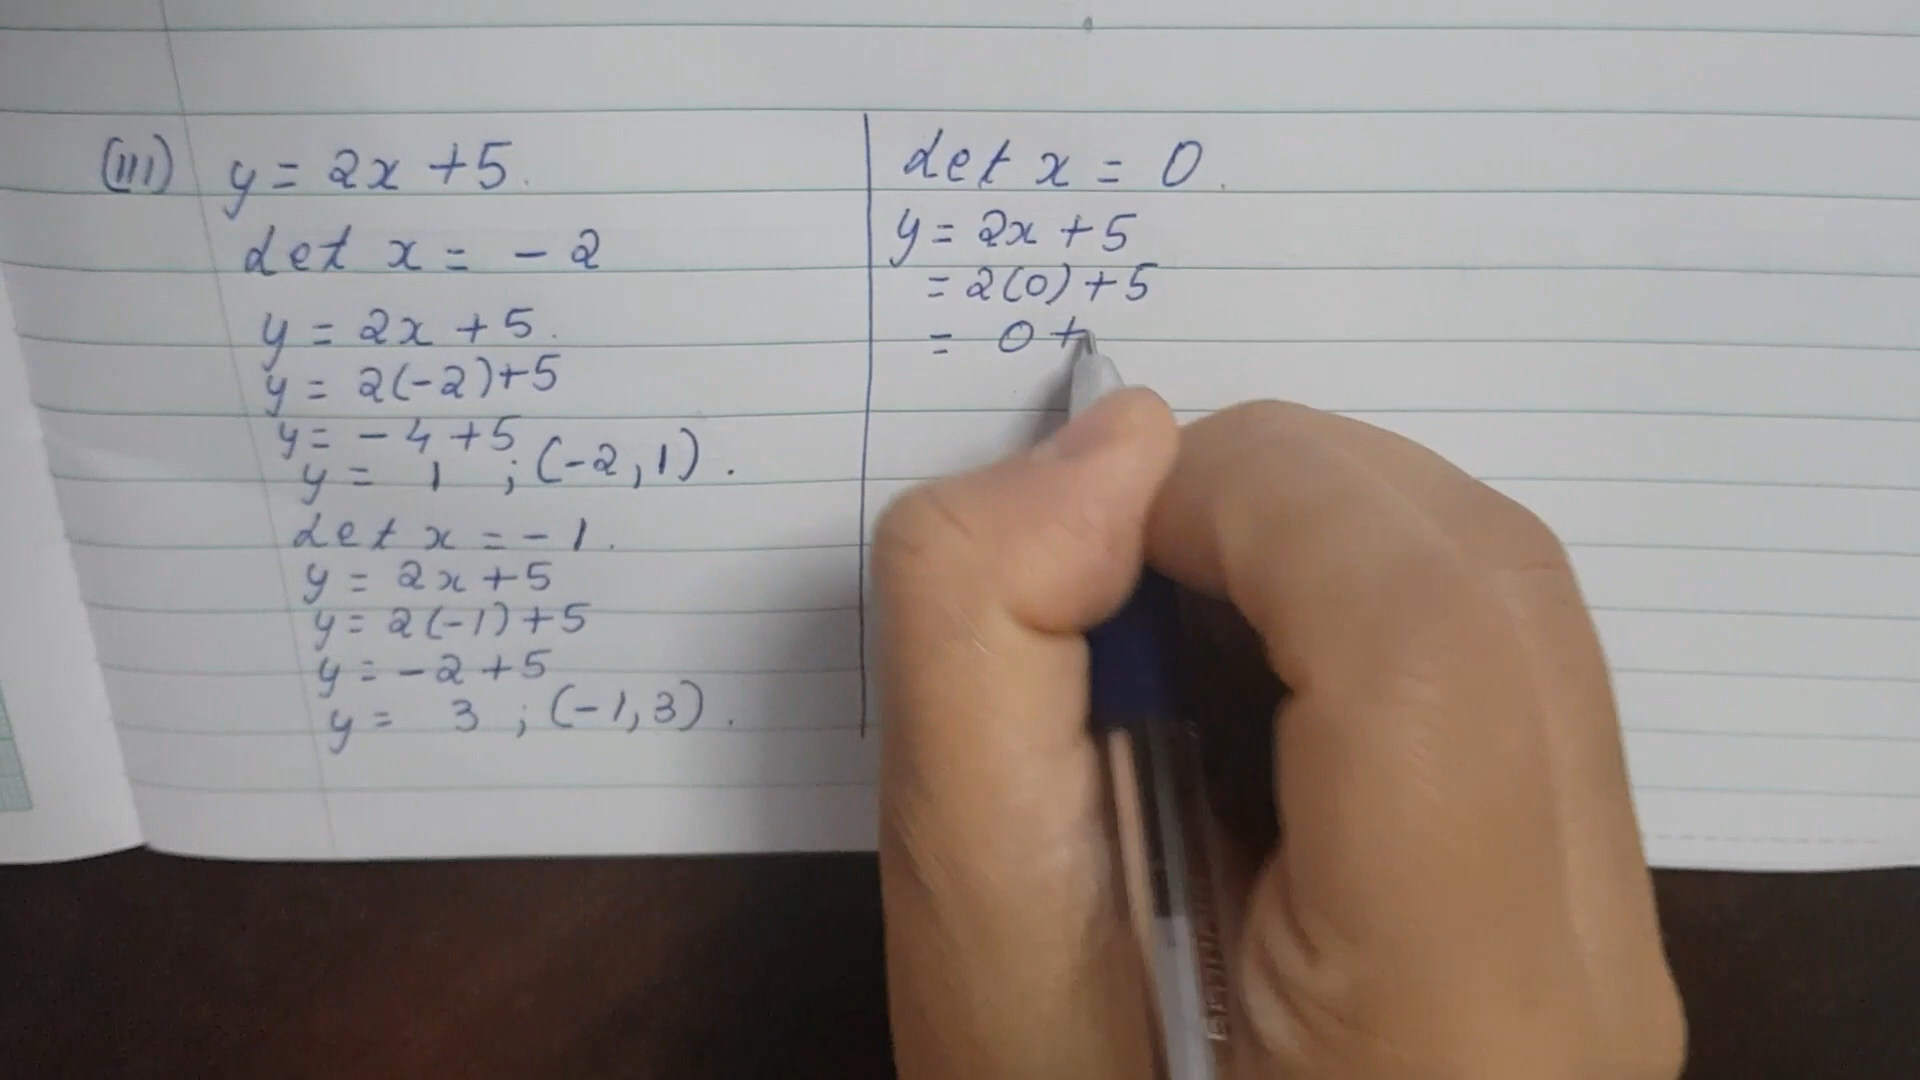 (III) y = 2x + 5.
Let x = - 2
y = 2x + 5.
y = 2(-2)+5
y = - 4 + 5
y = 1 ; (-2, 1).
Let x = - 1.
y = 2x + 5
y = 2(-1)+5
y = - 2 + 5
y = 3 ; (-1, 3).
Let x = 0.
y = 2x + 5
= 2(0)+5
= 0 +